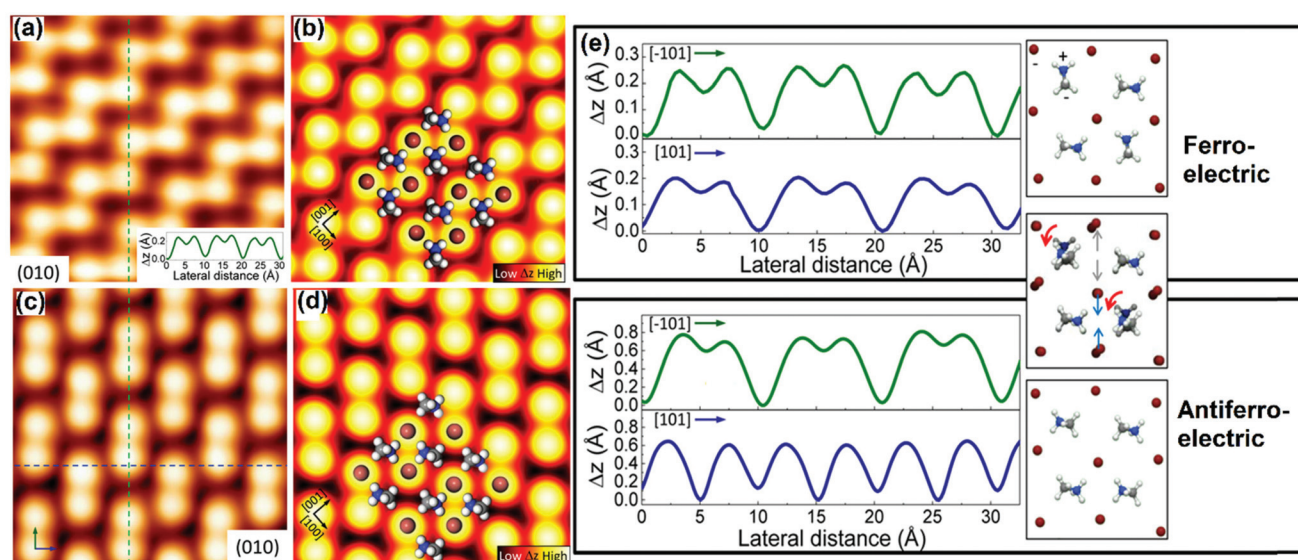 (a)
(010)
0.2
0.0
Δz (Å)
0 5 10 15 20 25 30
Lateral distance (Å)
(b)
[001]
[100]
Low Δz High
(c)
(010)
(d)
[001]
[100]
Low Δz High
(e)
[-101]
0.3
0.2
0.1
0.0
Δz (Å)
[101]
0.3
0.2
0.1
0.0
Δz (Å)
0 5 10 15 20 25 30
Lateral distance (Å)
+
-
-
Ferro-
electric
[-101]
0.8
0.6
0.4
0.2
0.0
Δz (Å)
[101]
0.8
0.6
0.4
0.2
0.0
Δz (Å)
0 5 10 15 20 25 30
Lateral distance (Å)
Antiferro-
electric